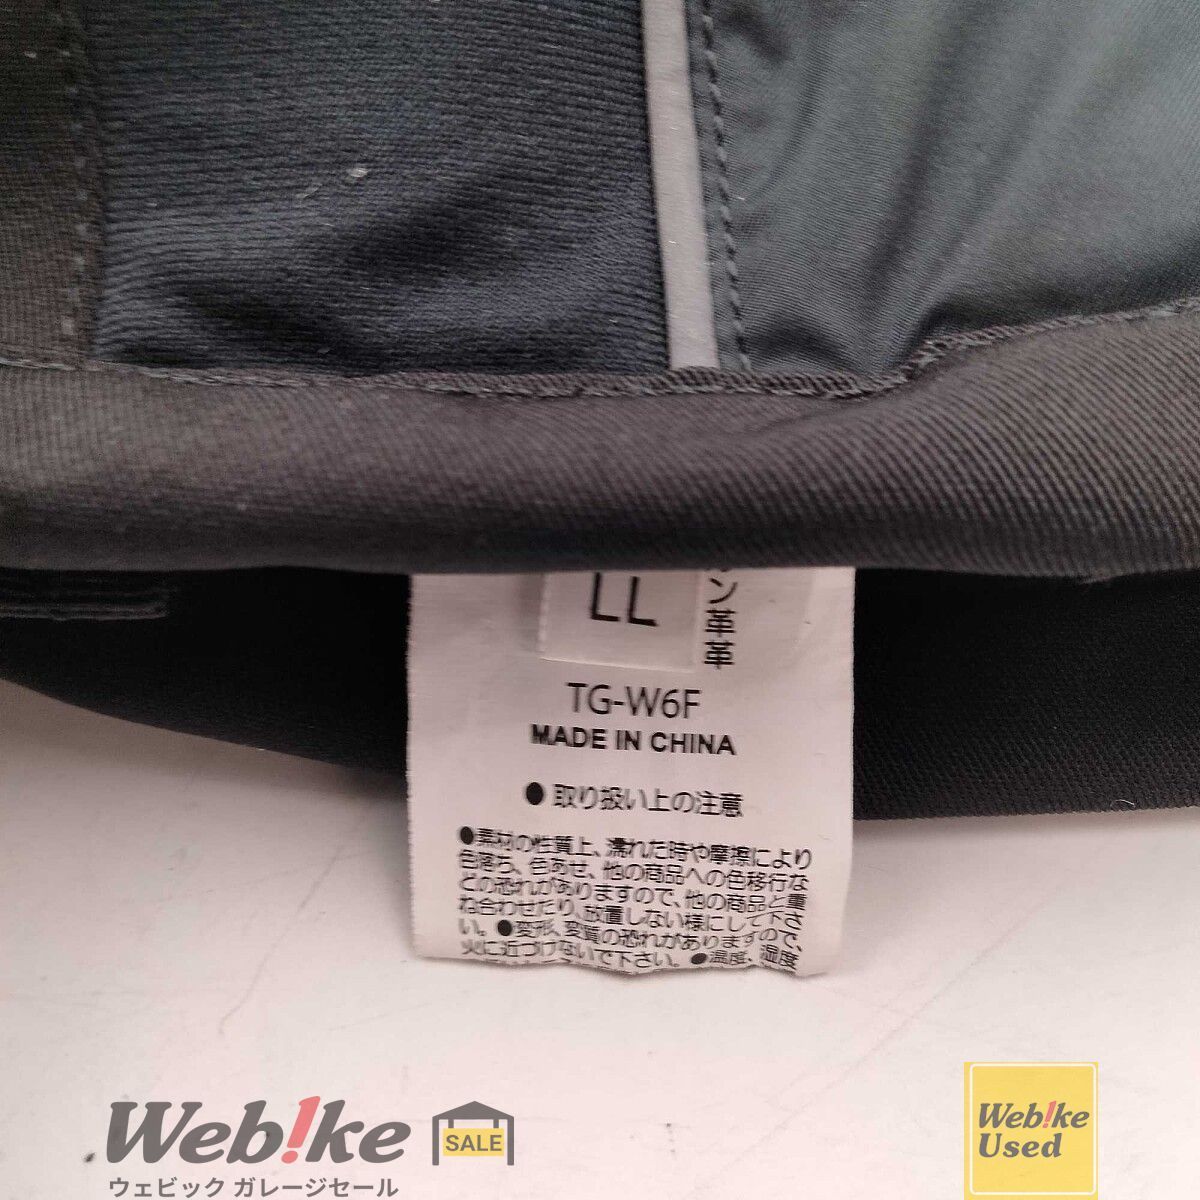 LL
ン
革
革
TG-W6F
MADE IN CHINA
●取り扱い上の注意
●素材の性質上、濡れた時や摩擦により
色落ち、色あせ、他の商品への色移行な
どの恐れがありますので、他の商品と重
ね合わせたり、放置しない様にして下さ
い。●変形、変質の恐れがありますので、
火に近づけないで下さい。●温度、湿度
Web!ke SALE
ウェビック ガレージセール
Web!ke
Used